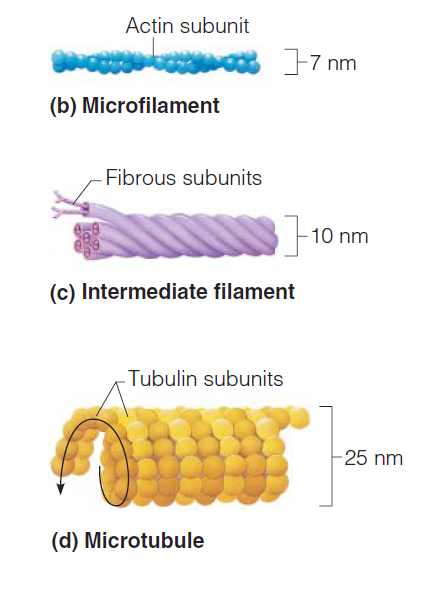 Actin subunit
7 nm
(b) Microfilament
Fibrous subunits
10 nm
(c) Intermediate filament
Tubulin subunits
25 nm
(d) Microtubule